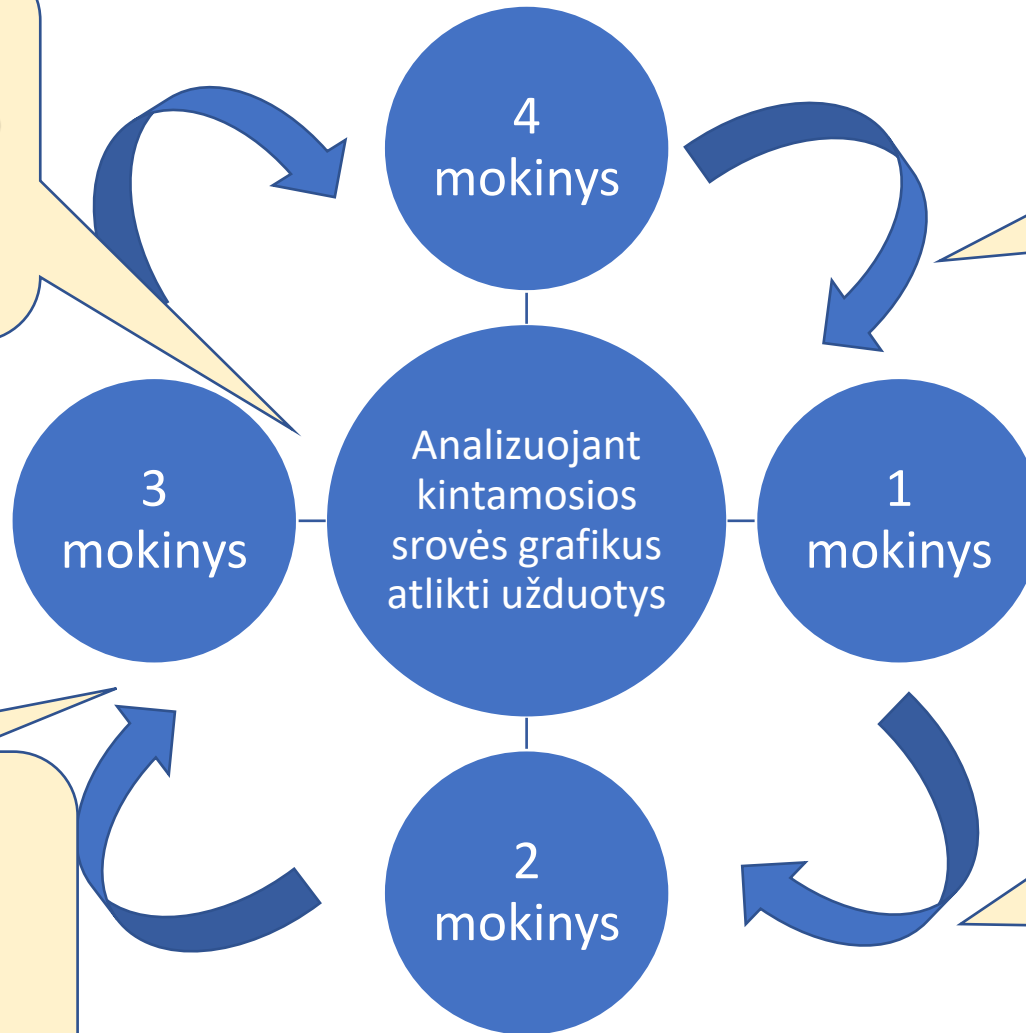 4
mokinys
Analizuojant
kintamosios
srovės grafikus
atlikti užduotys
3
mokinys
1
mokinys
2
mokinys